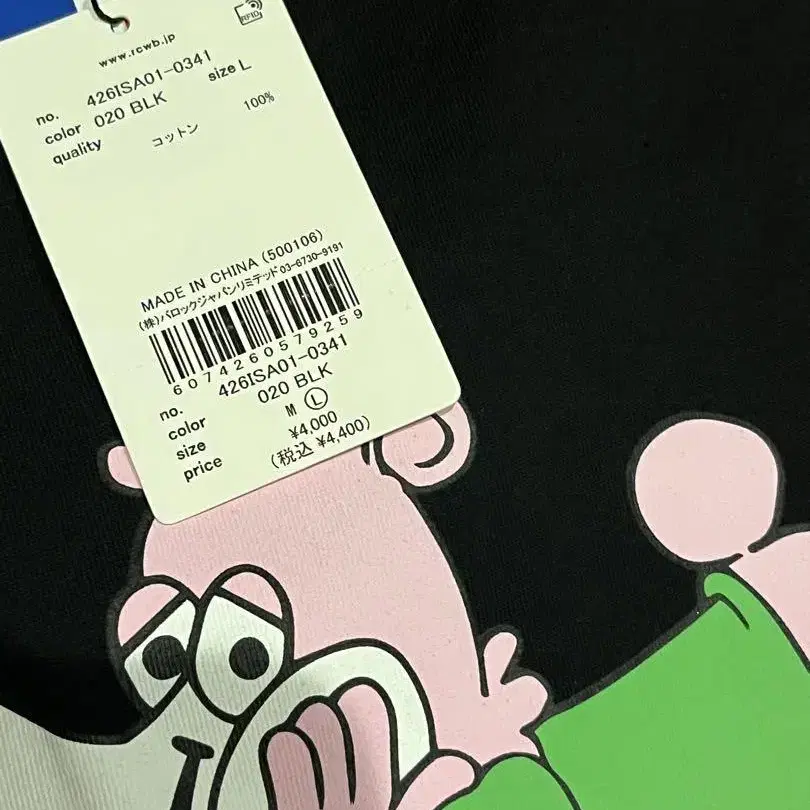 RFID
www.rcwb.jp
no. 426ISA01-0341
color 020 BLK size L
quality コットン 100%
MADE IN CHINA (500106)
(株)バロックジャパンリミテッド 03-6730-9191
6074260579259
no. 426ISA01-0341
color 020 BLK
size M L
price ¥4,000
(税込 ¥4,400)